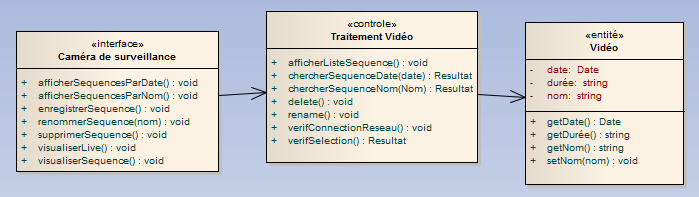 «interface»
Caméra de surveillance
+ afficherSequencesParDate() : void
+ afficherSequencesParNom() : void
+ enregistrerSequence() : void
+ renommerSequence(nom) : void
+ supprimerSequence() : void
+ visualiserLive() : void
+ visualiserSequence() : void
«controle»
Traitement Vidéo
+ afficherListeSequence() : void
+ chercherSequenceDate(date) : Resultat
+ chercherSequenceNom(Nom) : Resultat
+ delete() : void
+ rename() : void
+ verifConnectionReseau() : void
+ verifSelection() : Resultat
«entité»
Vidéo
- date: Date
- durée: string
- nom: string
+ getDate() : Date
+ getDurée() : string
+ getNom() : string
+ setNom(nom) : void